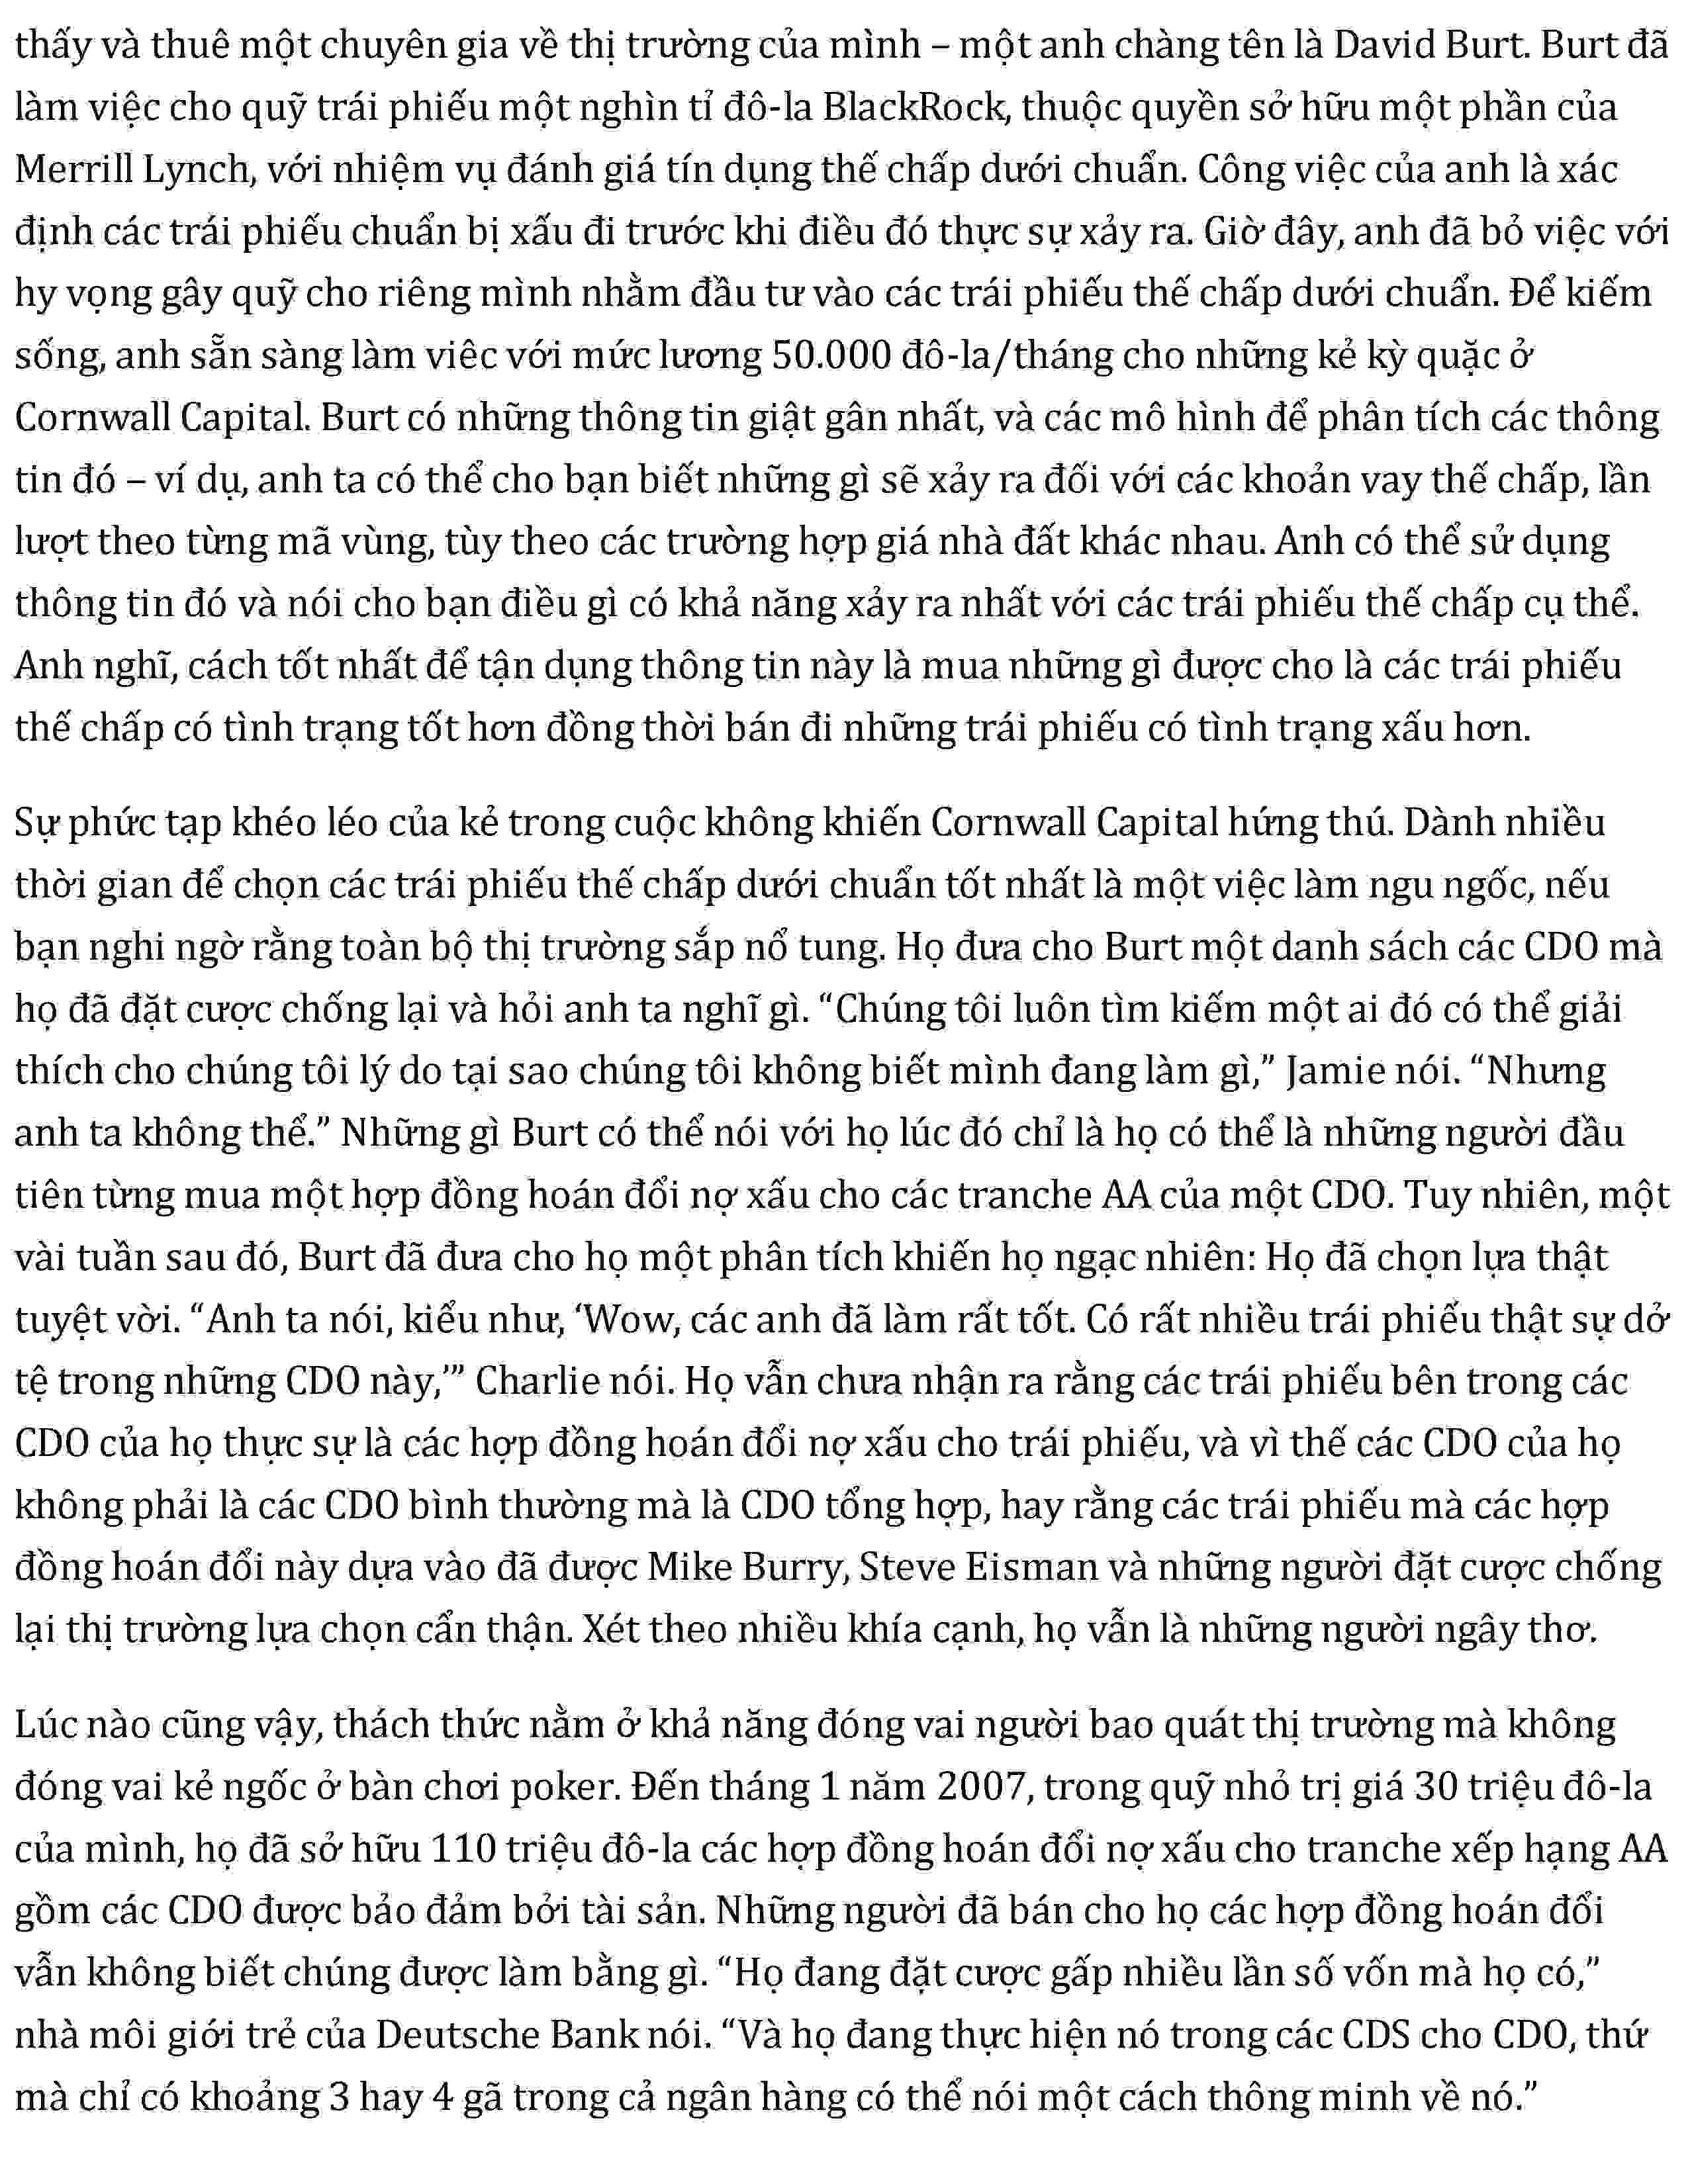 thấy và thuê một chuyên gia về thị trường của mình – một anh chàng tên là David Burt. Burt đã
làm việc cho quỹ trái phiếu một nghìn tỉ đô-la BlackRock, thuộc quyền sở hữu một phần của
Merrill Lynch, với nhiệm vụ đánh giá tín dụng thế chấp dưới chuẩn. Công việc của anh là xác
định các trái phiếu chuẩn bị xấu đi trước khi điều đó thực sự xảy ra. Giờ đây, anh đã bỏ việc với
hy vọng gây quỹ cho riêng mình nhằm đầu tư vào các trái phiếu thế chấp dưới chuẩn. Để kiếm
sống, anh sẵn sàng làm viêc với mức lương 50.000 đô-la/tháng cho những kẻ kỳ quặc ở
Cornwall Capital. Burt có những thông tin giật gân nhất, và các mô hình để phân tích các thông
tin đó – ví dụ, anh ta có thể cho bạn biết những gì sẽ xảy ra đối với các khoản vay thế chấp, lần
lượt theo từng mã vùng, tùy theo các trường hợp giá nhà đất khác nhau. Anh có thể sử dụng
thông tin đó và nói cho bạn điều gì có khả năng xảy ra nhất với các trái phiếu thế chấp cụ thể.
Anh nghĩ, cách tốt nhất để tận dụng thông tin này là mua những gì được cho là các trái phiếu
thế chấp có tình trạng tốt hơn đồng thời bán đi những trái phiếu có tình trạng xấu hơn.
Sự phức tạp khéo léo của kẻ trong cuộc không khiến Cornwall Capital hứng thú. Dành nhiều
thời gian để chọn các trái phiếu thế chấp dưới chuẩn tốt nhất là một việc làm ngu ngốc, nếu
bạn nghi ngờ rằng toàn bộ thị trường sắp nổ tung. Họ đưa cho Burt một danh sách các CDO mà
họ đã đặt cược chống lại và hỏi anh ta nghĩ gì. “Chúng tôi luôn tìm kiếm một ai đó có thể giải
thích cho chúng tôi lý do tại sao chúng tôi không biết mình đang làm gì,” Jamie nói. “Nhưng
anh ta không thể.” Những gì Burt có thể nói với họ lúc đó chỉ là họ có thể là những người đầu
tiên từng mua một hợp đồng hoán đổi nợ xấu cho các tranche AA của một CDO. Tuy nhiên, một
vài tuần sau đó, Burt đã đưa cho họ một phân tích khiến họ ngạc nhiên: Họ đã chọn lựa thật
tuyệt vời. “Anh ta nói, kiểu như, ‘Wow, các anh đã làm rất tốt. Có rất nhiều trái phiếu thật sự dở
tệ trong những CDO này,’” Charlie nói. Họ vẫn chưa nhận ra rằng các trái phiếu bên trong các
CDO của họ thực sự là các hợp đồng hoán đổi nợ xấu cho trái phiếu, và vì thế các CDO của họ
không phải là các CDO bình thường mà là CDO tổng hợp, hay rằng các trái phiếu mà các hợp
đồng hoán đổi này dựa vào đã được Mike Burry, Steve Eisman và những người đặt cược chống
lại thị trường lựa chọn cẩn thận. Xét theo nhiều khía cạnh, họ vẫn là những người ngây thơ.
Lúc nào cũng vậy, thách thức nằm ở khả năng đóng vai người bao quát thị trường mà không
đóng vai kẻ ngốc ở bàn chơi poker. Đến tháng 1 năm 2007, trong quỹ nhỏ trị giá 30 triệu đô-la
của mình, họ đã sở hữu 110 triệu đô-la các hợp đồng hoán đổi nợ xấu cho tranche xếp hạng AA
gồm các CDO được bảo đảm bởi tài sản. Những người đã bán cho họ các hợp đồng hoán đổi
vẫn không biết chúng được làm bằng gì. “Họ đang đặt cược gấp nhiều lần số vốn mà họ có,”
nhà môi giới trẻ của Deutsche Bank nói. “Và họ đang thực hiện nó trong các CDS cho CDO, thứ
mà chỉ có khoảng 3 hay 4 gã trong cả ngân hàng có thể nói một cách thông minh về nó.”